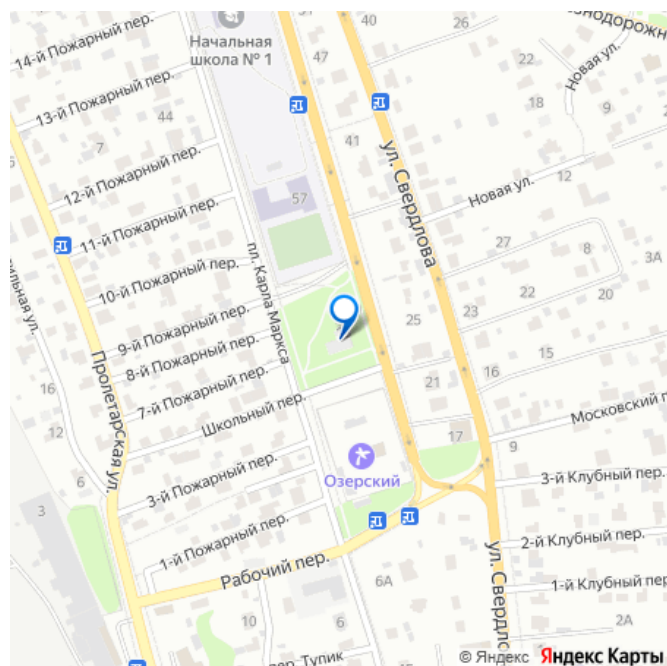 40
26
знодорожн
Начальная
школа № 1
47
14-й Пожарный пер.
Новая ул.
18
9
13-й Пожарный пер.
44
41
7
ул. Свердлова
12-й Пожарный пер.
57
Новая ул.
12
11-й Пожарный пер.
27
8
3А
пл. Карла Маркса
10-й Пожарный пер.
22
20
ильная ул.
9-й Пожарный пер.
25
23
8-й Пожарный пер.
22
15
Пролетарская ул.
7-й Пожарный пер.
21
16
16
Школьный пер.
Московский п
12
17
9
6
3-й Пожарный пер.
Озерский
3-й Клубный пер.
3
1-й Пожарный пер.
2-й Клубный пер.
10
Рабочий пер.
6А
ул. Свердло
1-й Клубный пер.
6
2А
пер. Тупик
© Яндекс Яндекс Карты